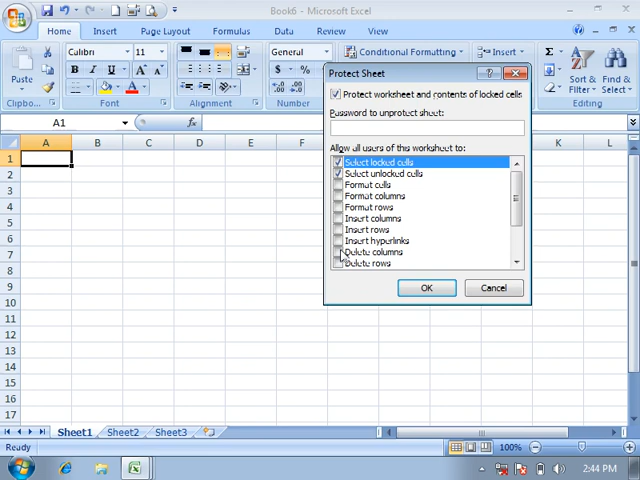 Book6 - Microsoft Excel
Home Insert Page Layout Formulas Data Review View
Paste
Calibri 11
General
Conditional Formatting
Insert
Sort & Find &
Filter Select
B I U
A A
$ % ,
Clipboard Font Alignment Number Editing
A1 fx
A B C D E F K L
1
2
3
4
5
6
7
8
9
10
11
12
13
14
15
16
17
Protect Sheet
Protect worksheet and contents of locked cells
Password to unprotect sheet:
Allow all users of this worksheet to:
Select locked cells
Select unlocked cells
Format cells
Format columns
Format rows
Insert columns
Insert rows
Insert hyperlinks
Delete columns
Delete rows
OK Cancel
Sheet1 Sheet2 Sheet3
Ready 100%
2:44 PM